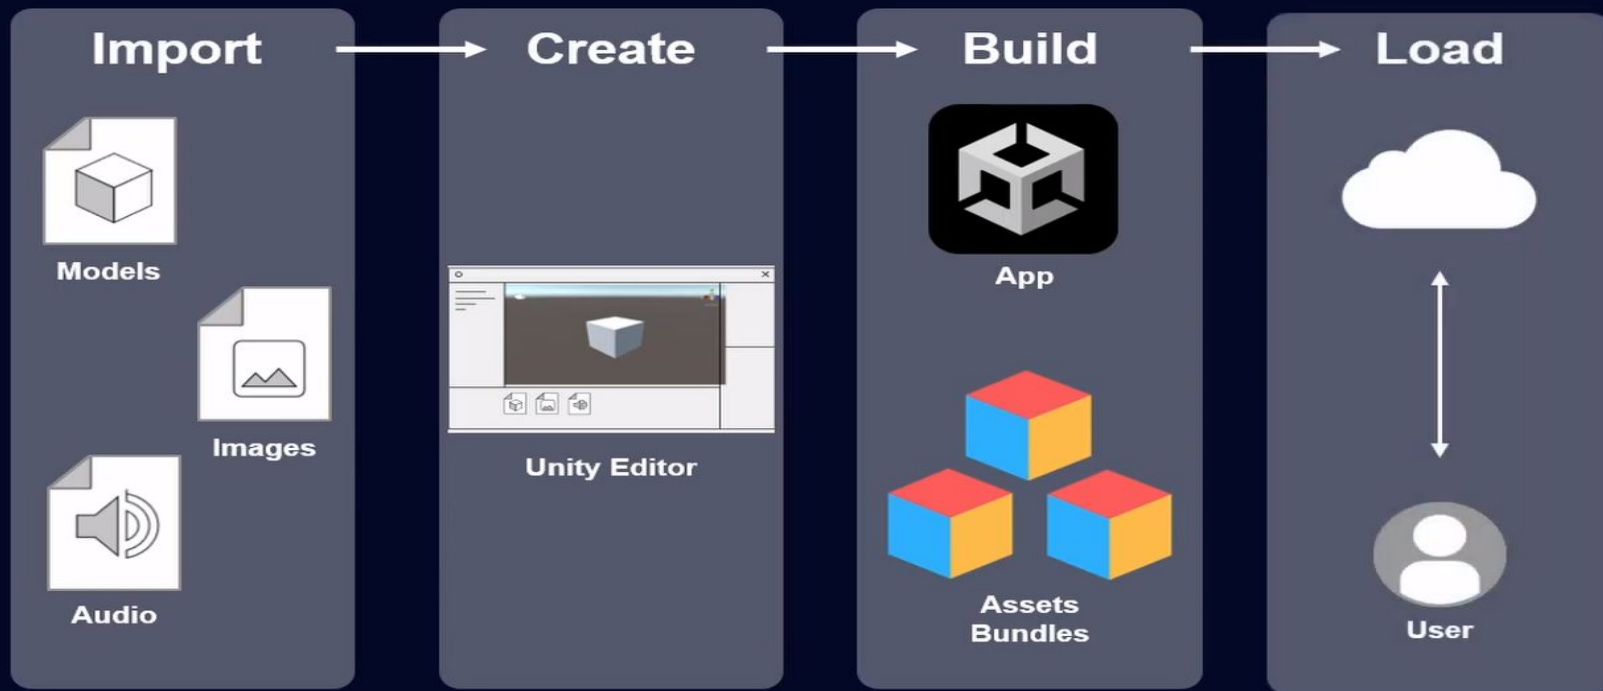 Import
Create
Build
Load
Models
Images
Audio
Unity Editor
App
Assets
Bundles
User